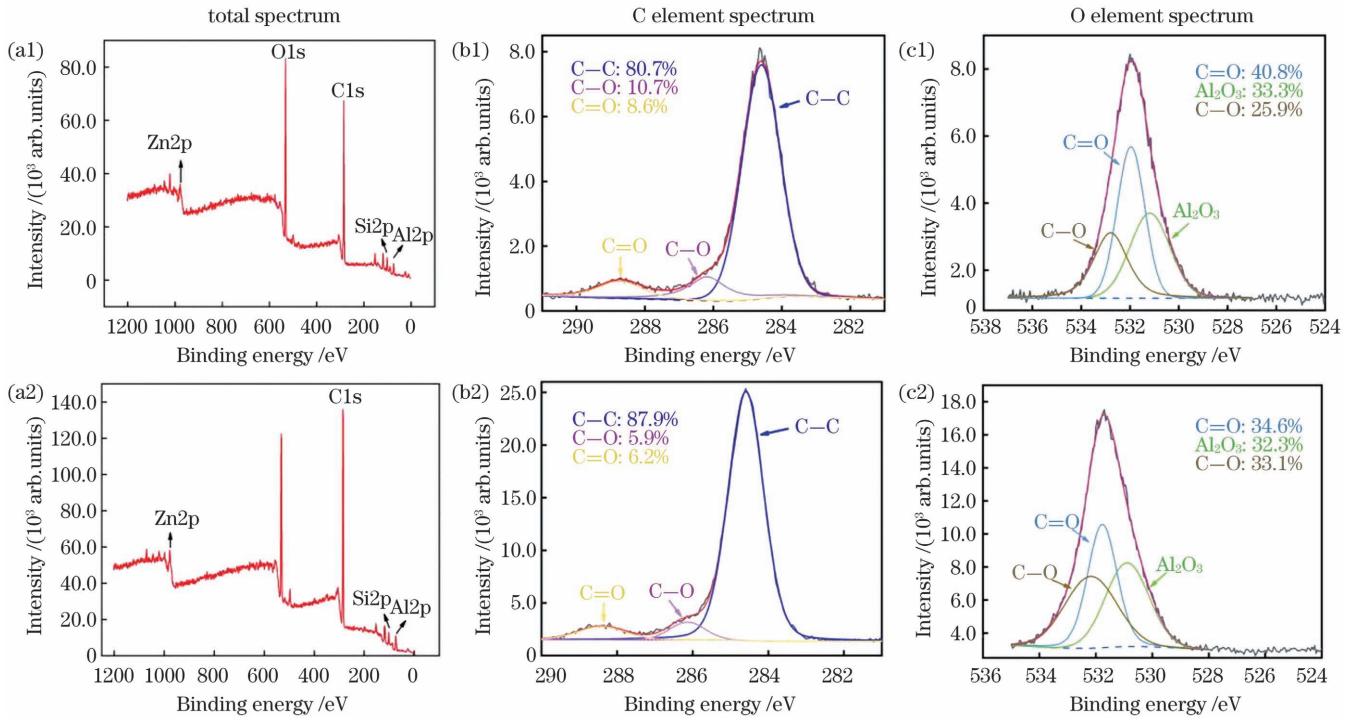 total spectrum
C element spectrum
O element spectrum
(a1)
Intensity /(10³ arb.units)
80.0
60.0
40.0
20.0
0
O1s
C1s
Zn2p
Si2p
Al2p
1200 1000 800 600 400 200 0
Binding energy /eV
(b1)
Intensity /(10³ arb.units)
8.0
6.0
4.0
2.0
0
C−C: 80.7%
C−O: 10.7%
C=O: 8.6%
C−C
C−O
C=O
290 288 286 284 282
Binding energy /eV
(c1)
Intensity /(10³ arb.units)
8.0
6.0
4.0
2.0
0
C=O: 40.8%
Al₂O₃: 33.3%
C−O: 25.9%
C=O
Al₂O₃
C−O
538 536 534 532 530 528 526 524
Binding energy /eV
(a2)
Intensity /(10³ arb.units)
140.0
120.0
100.0
80.0
60.0
40.0
20.0
0
C1s
Zn2p
Si2p
Al2p
1200 1000 800 600 400 200 0
Binding energy /eV
(b2)
Intensity /(10³ arb.units)
25.0
20.0
15.0
10.0
5.0
0
C−C: 87.9%
C−O: 5.9%
C=O: 6.2%
C−C
C−O
C=O
290 288 286 284 282
Binding energy /eV
(c2)
Intensity /(10³ arb.units)
18.0
16.0
14.0
12.0
10.0
8.0
6.0
4.0
C=O: 34.6%
Al₂O₃: 32.3%
C−O: 33.1%
C=O
Al₂O₃
C−O
536 534 532 530 528 526 524
Binding energy /eV